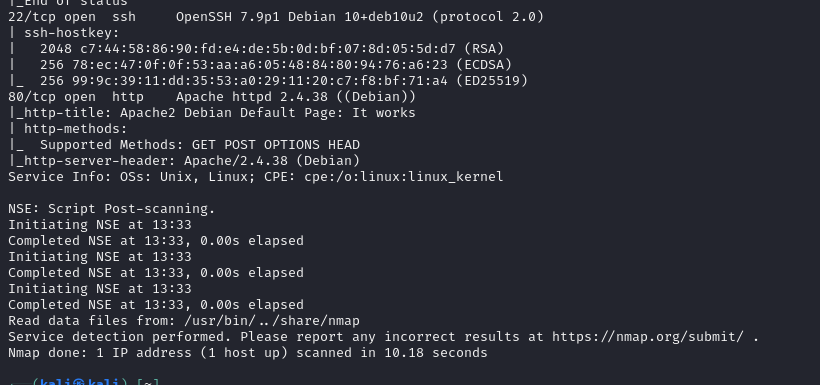 |_End of status
22/tcp open  ssh     OpenSSH 7.9p1 Debian 10+deb10u2 (protocol 2.0)
| ssh-hostkey:
|   2048 c7:44:58:86:90:fd:e4:de:5b:0d:bf:07:8d:05:5d:d7 (RSA)
|   256 78:ec:47:0f:0f:53:aa:a6:05:48:84:80:94:76:a6:23 (ECDSA)
|_  256 99:9c:39:11:dd:35:53:a0:29:11:20:c7:f8:bf:71:a4 (ED25519)
80/tcp open  http    Apache httpd 2.4.38 ((Debian))
|_http-title: Apache2 Debian Default Page: It works
| http-methods:
|_  Supported Methods: GET POST OPTIONS HEAD
|_http-server-header: Apache/2.4.38 (Debian)
Service Info: OSs: Unix, Linux; CPE: cpe:/o:linux:linux_kernel
NSE: Script Post-scanning.
Initiating NSE at 13:33
Completed NSE at 13:33, 0.00s elapsed
Initiating NSE at 13:33
Completed NSE at 13:33, 0.00s elapsed
Initiating NSE at 13:33
Completed NSE at 13:33, 0.00s elapsed
Read data files from: /usr/bin/../share/nmap
Service detection performed. Please report any incorrect results at https://nmap.org/submit/ .
Nmap done: 1 IP address (1 host up) scanned in 10.18 seconds
(kali㉿kali) [~]